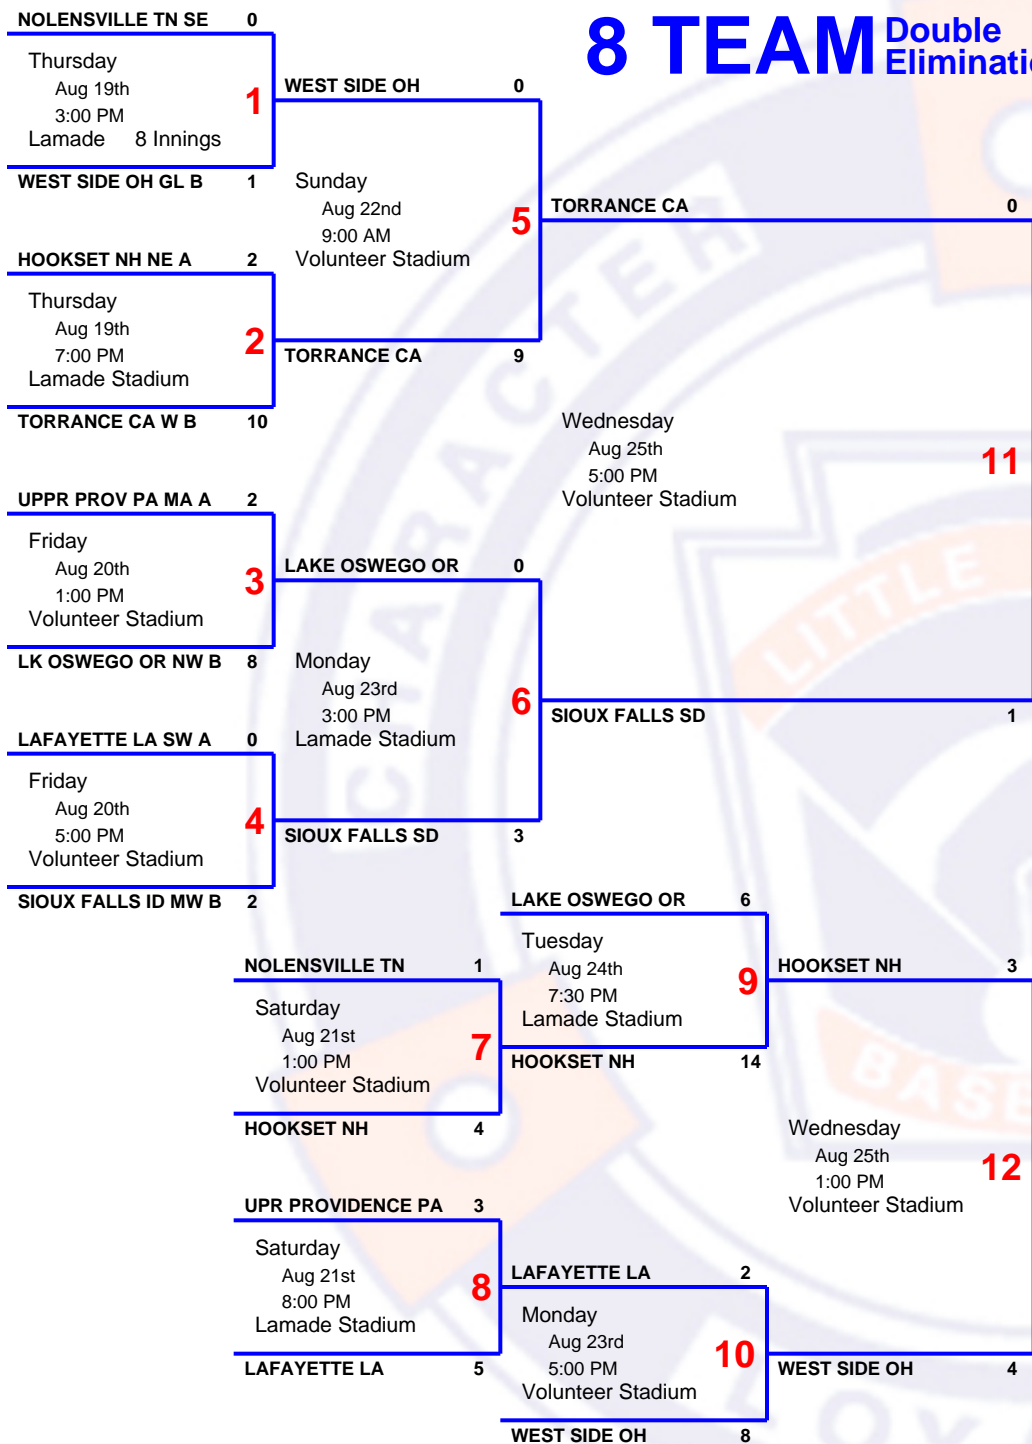 8 TEAM Double
Eliminatio
NOLENSVILLE TN SE 0
Thursday
Aug 19th
3:00 PM
Lamade 8 Innings
1
WEST SIDE OH GL B 1
HOOKSET NH NE A 2
Thursday
Aug 19th
7:00 PM
Lamade Stadium
2
TORRANCE CA W B 10
UPPR PROV PA MA A 2
Friday
Aug 20th
1:00 PM
Volunteer Stadium
3
LK OSWEGO OR NW B 8
LAFAYETTE LA SW A 0
Friday
Aug 20th
5:00 PM
Volunteer Stadium
4
SIOUX FALLS ID MW B 2
WEST SIDE OH 0
Sunday
Aug 22nd
9:00 AM
Volunteer Stadium
5
TORRANCE CA 9
LAKE OSWEGO OR 0
Monday
Aug 23rd
3:00 PM
Lamade Stadium
6
SIOUX FALLS SD 3
TORRANCE CA 0
Wednesday
Aug 25th
5:00 PM
Volunteer Stadium
11
SIOUX FALLS SD 1
NOLENSVILLE TN 1
Saturday
Aug 21st
1:00 PM
Volunteer Stadium
7
HOOKSET NH 4
UPR PROVIDENCE PA 3
Saturday
Aug 21st
8:00 PM
Lamade Stadium
8
LAFAYETTE LA 5
LAKE OSWEGO OR 6
Tuesday
Aug 24th
7:30 PM
Lamade Stadium
9
HOOKSET NH 14
LAFAYETTE LA 2
Monday
Aug 23rd
5:00 PM
Volunteer Stadium
10
WEST SIDE OH 8
HOOKSET NH 3
Wednesday
Aug 25th
1:00 PM
Volunteer Stadium
12
WEST SIDE OH 4
CHARACTER
LITTLE
BASE
LOY